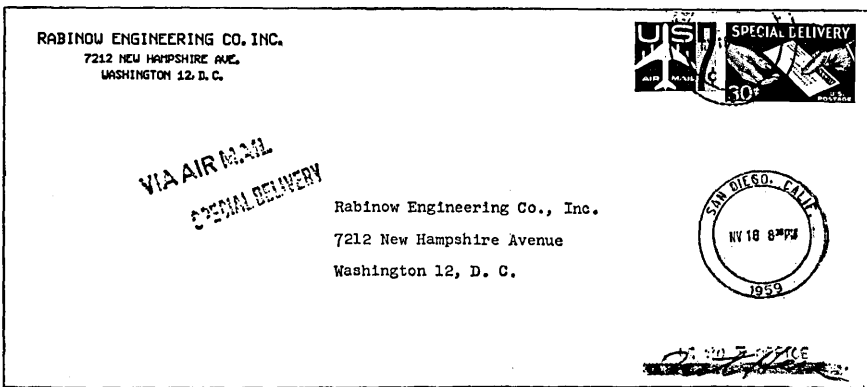 RABINOW ENGINEERING CO. INC.
7212 NEW HAMPSHIRE AVE.
WASHINGTON 12, D. C.
US
AIR MAIL
SPECIAL DELIVERY
30¢
U.S. POSTAGE
VIA AIR MAIL
SPECIAL DELIVERY
Rabinow Engineering Co., Inc.
7212 New Hampshire Avenue
Washington 12, D. C.
SAN DIEGO, CALIF.
NV 18 8 PM
1959
OFFICE